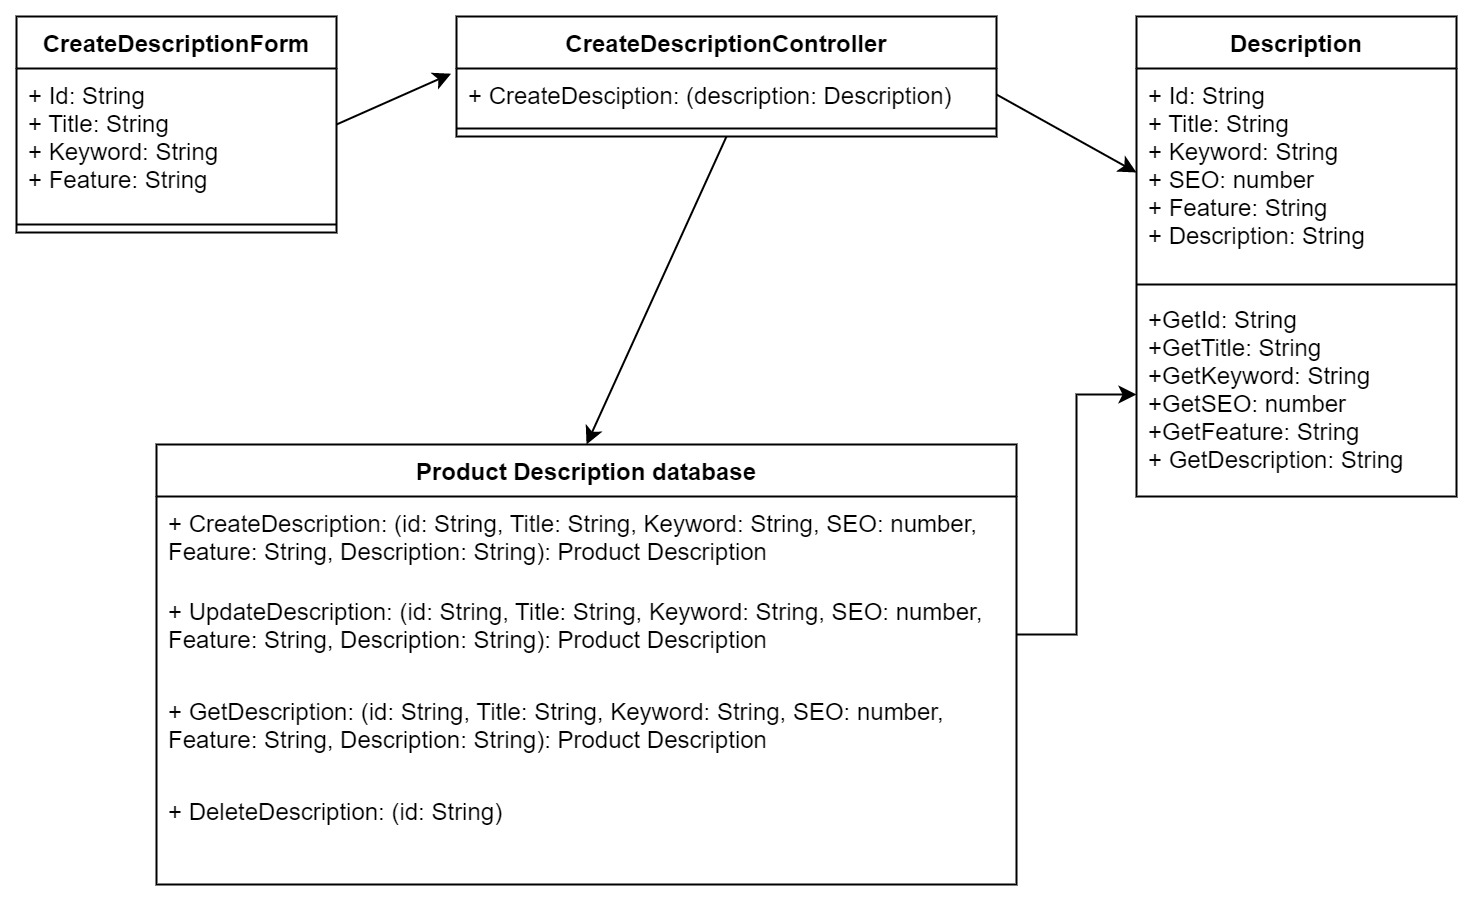 CreateDescriptionForm
+ Id: String
+ Title: String
+ Keyword: String
+ Feature: String
CreateDescriptionController
+ CreateDesciption: (description: Description)
Description
+ Id: String
+ Title: String
+ Keyword: String
+ SEO: number
+ Feature: String
+ Description: String
+GetId: String
+GetTitle: String
+GetKeyword: String
+GetSEO: number
+GetFeature: String
+ GetDescription: String
Product Description database
+ CreateDescription: (id: String, Title: String, Keyword: String, SEO: number,
Feature: String, Description: String): Product Description
+ UpdateDescription: (id: String, Title: String, Keyword: String, SEO: number,
Feature: String, Description: String): Product Description
+ GetDescription: (id: String, Title: String, Keyword: String, SEO: number,
Feature: String, Description: String): Product Description
+ DeleteDescription: (id: String)